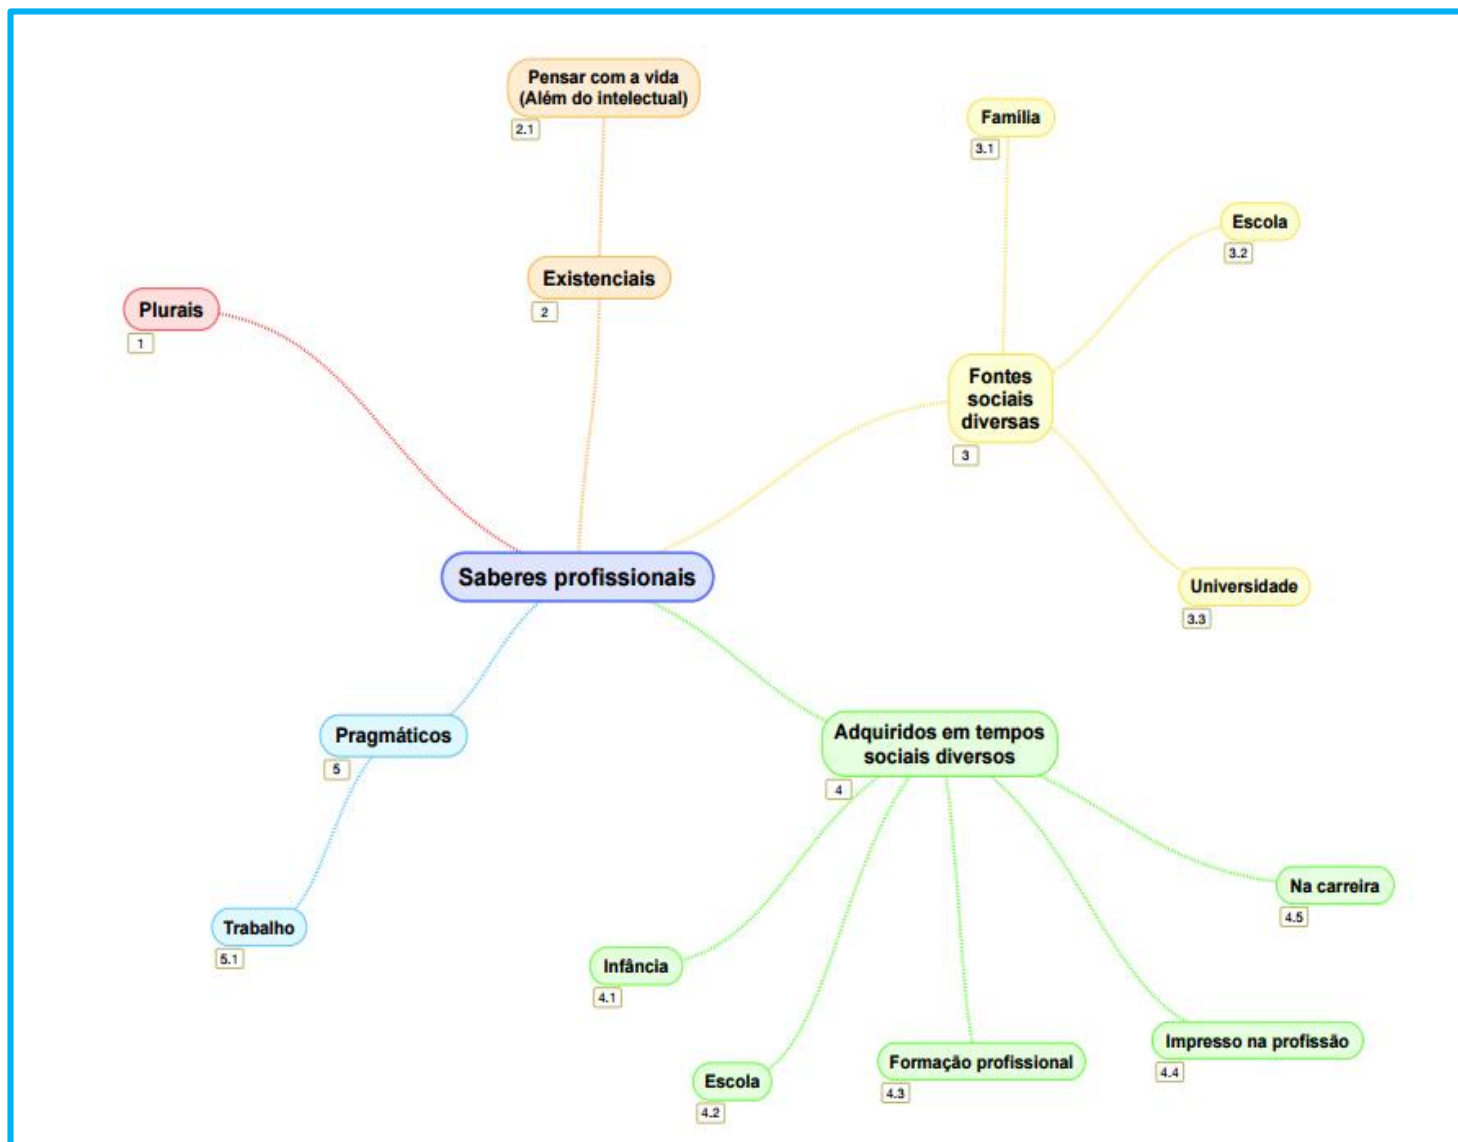 Pensar com a vida
(Além do intelectual)
2.1
Existenciais
2
Plurais
1
Família
3.1
Escola
3.2
Fontes
sociais
diversas
3
Universidade
3.3
Saberes profissionais
Pragmáticos
5
Trabalho
5.1
Adquiridos em tempos
sociais diversos
4
Infância
4.1
Escola
4.2
Formação profissional
4.3
Impresso na profissão
4.4
Na carreira
4.5